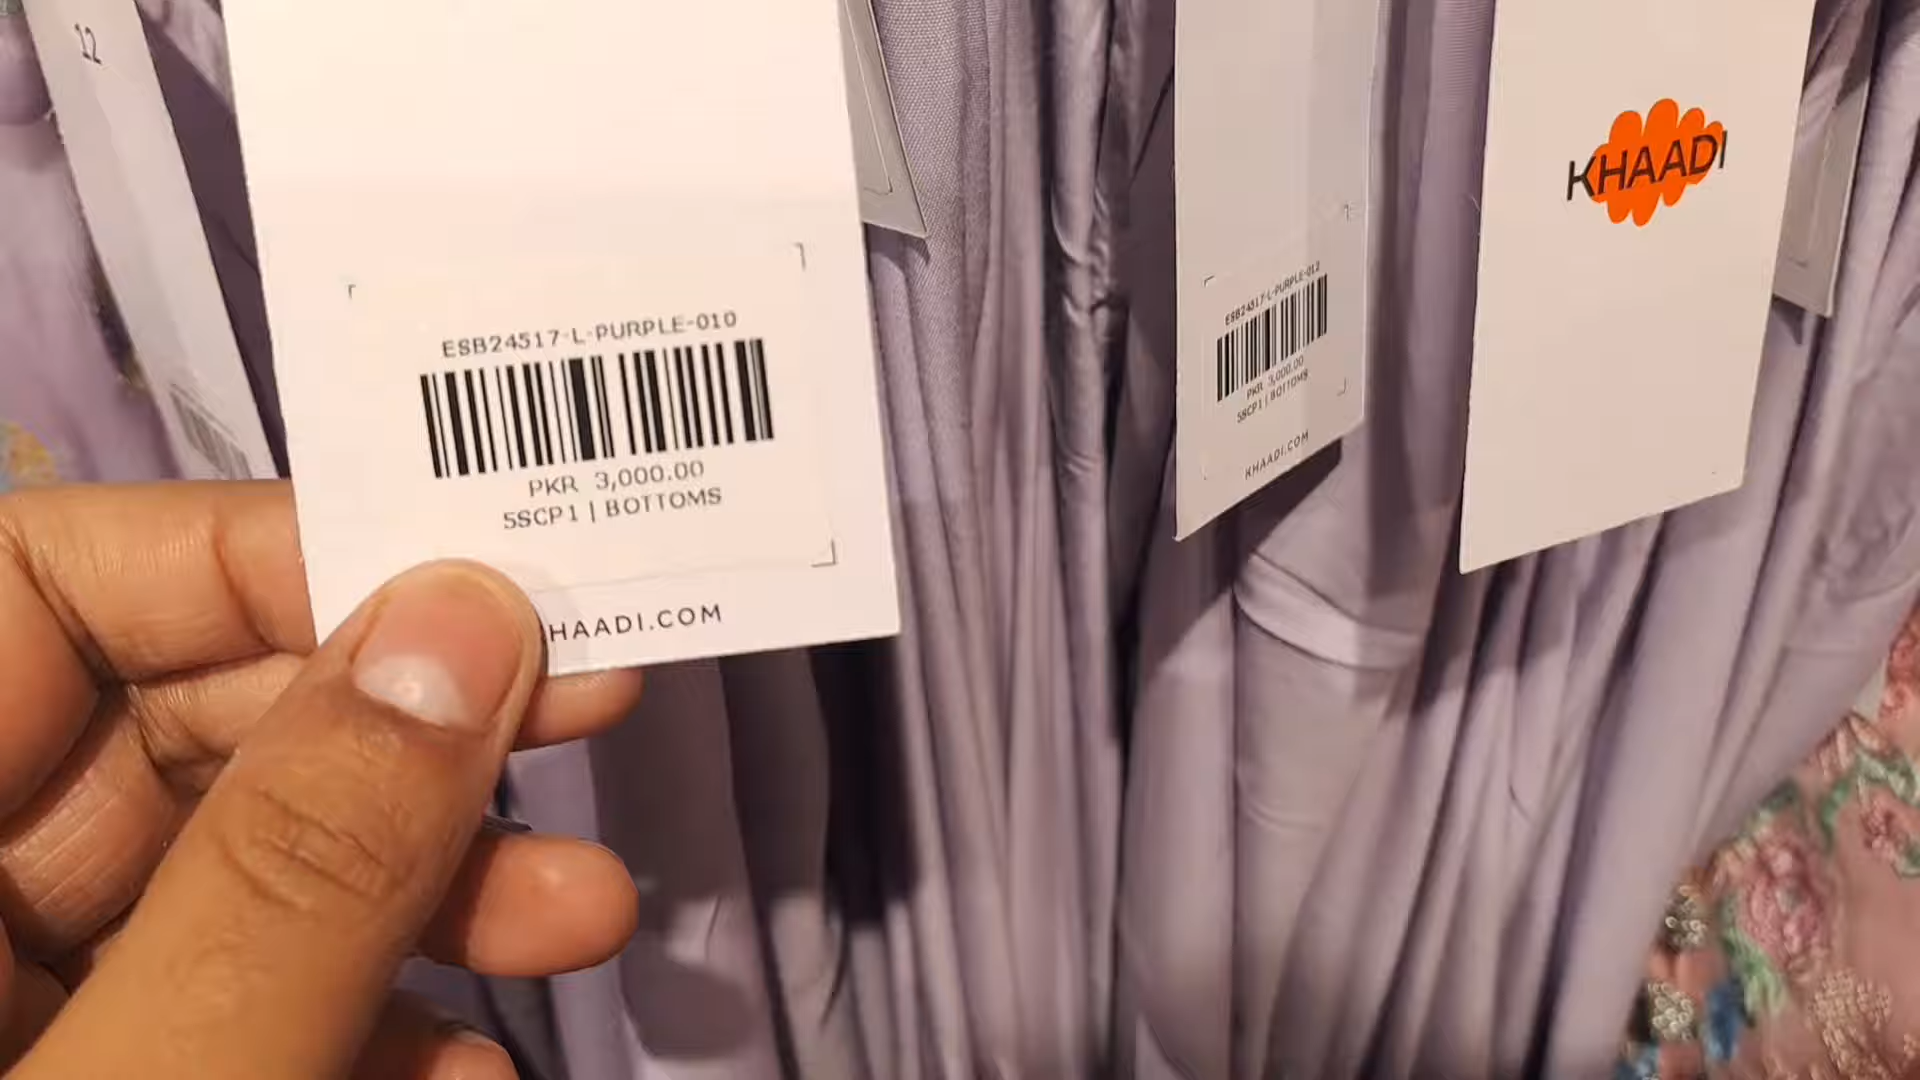 12
ESB24517-L-PURPLE-010
PKR 3,000.00
5SCP1 | BOTTOMS
HAADI.COM
ESB24517-L-PURPLE-012
PKR 3,000.00
5SCP1 | BOTTOMS
KHAADI.COM
KHAADI